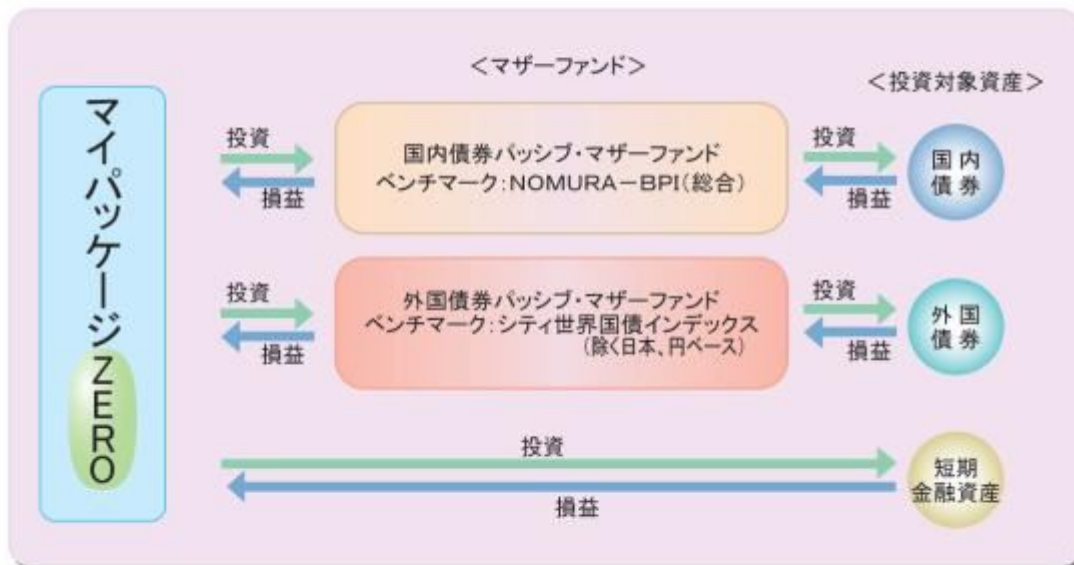 ＜マザーファンド＞
＜投資対象資産＞
マイパッケージZERO
投資
損益
国内債券パッシブ・マザーファンド
ベンチマーク：NOMURA－BPI（総合）
投資
損益
国内
債券
投資
損益
外国債券パッシブ・マザーファンド
ベンチマーク：シティ世界国債インデックス
（除く日本、円ベース）
投資
損益
外国
債券
投資
損益
短期
金融資産